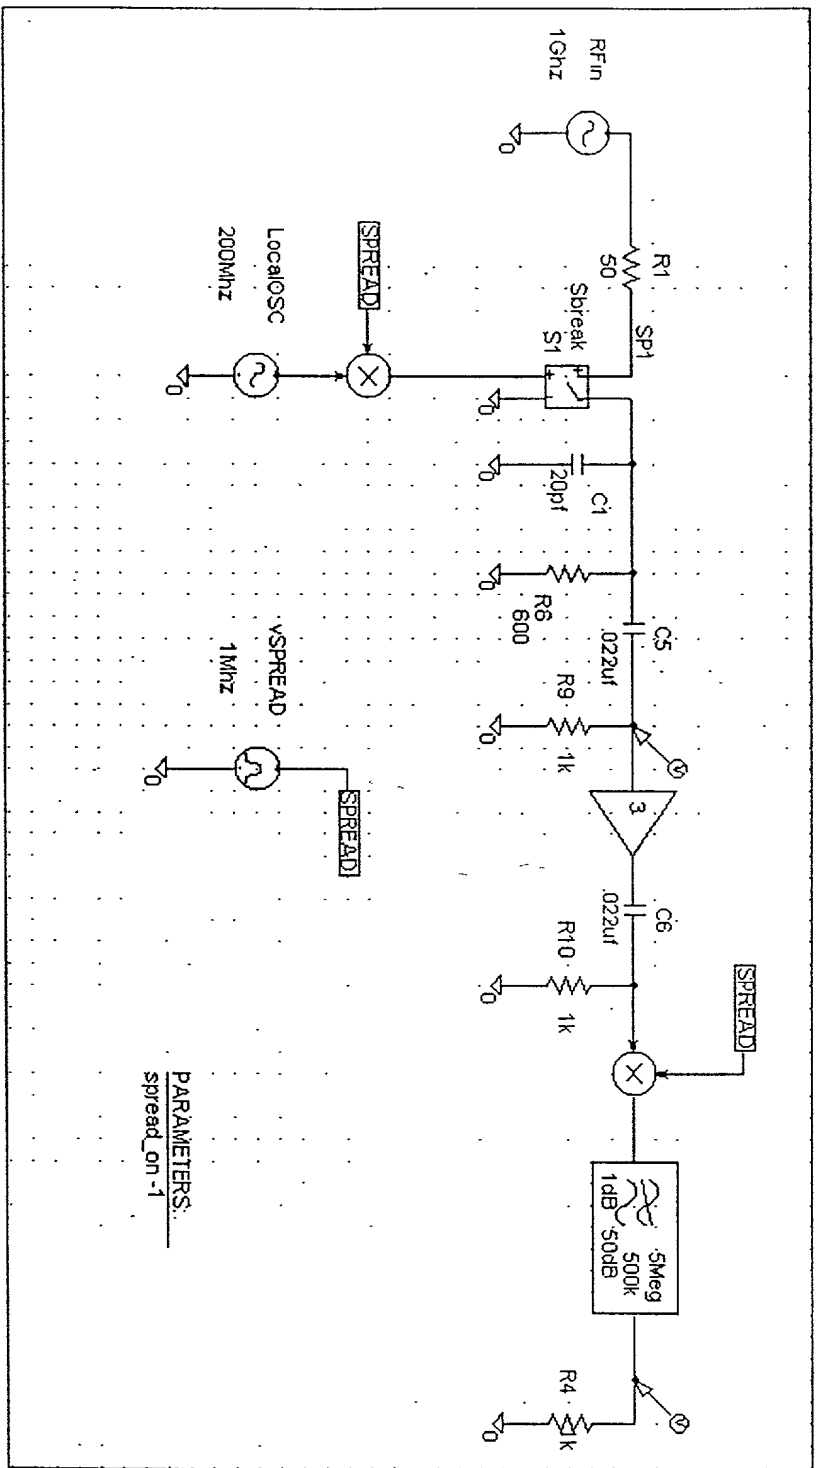 RFin
1Ghz
0
R1
50
SP1
Sbreak
S1
+
+
-
0
SPREAD
LocalOSC
200Mhz
0
C1
20pf
0
R6
600
0
C5
.022uf
R9
1k
0
V
3
vSPREAD
1Mhz
0
SPREAD
C6
.022uf
R10
1k
0
SPREAD
PARAMETERS:
spread_on -1
.5Meg
500k
1dB
50dB
R4
1k
0
V